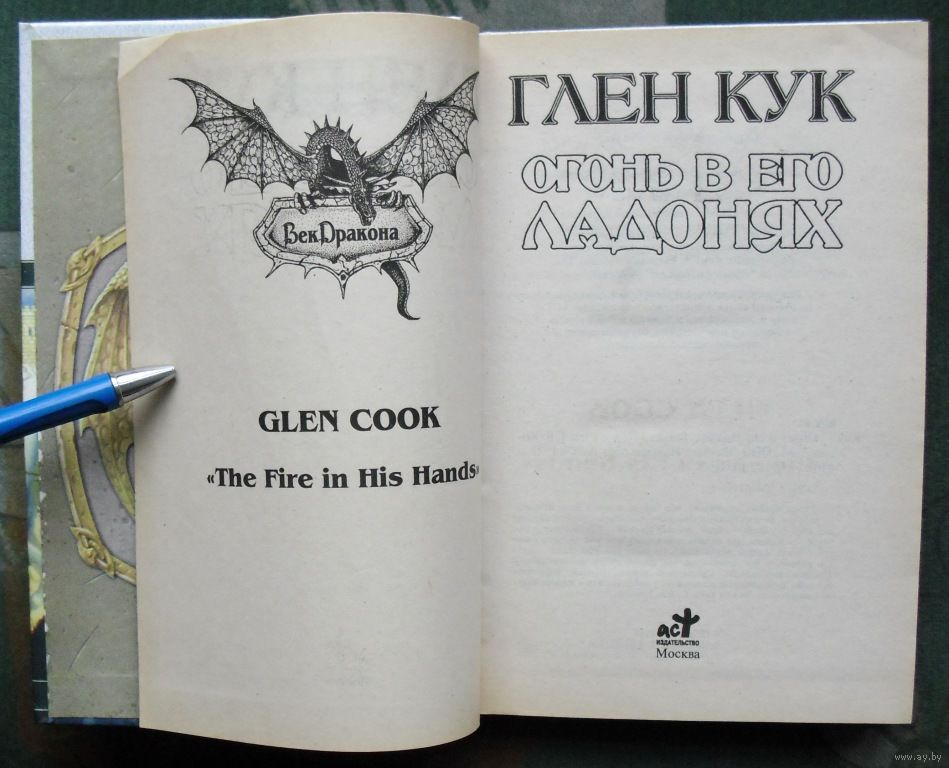 Век Дракона
GLEN COOK
«The Fire in His Hands»
ГЛЕН КУК
ОГОНЬ В ЕГО
ЛАДОНЯХ
аст
ИЗДАТЕЛЬСТВО
Москва
www.ay.by